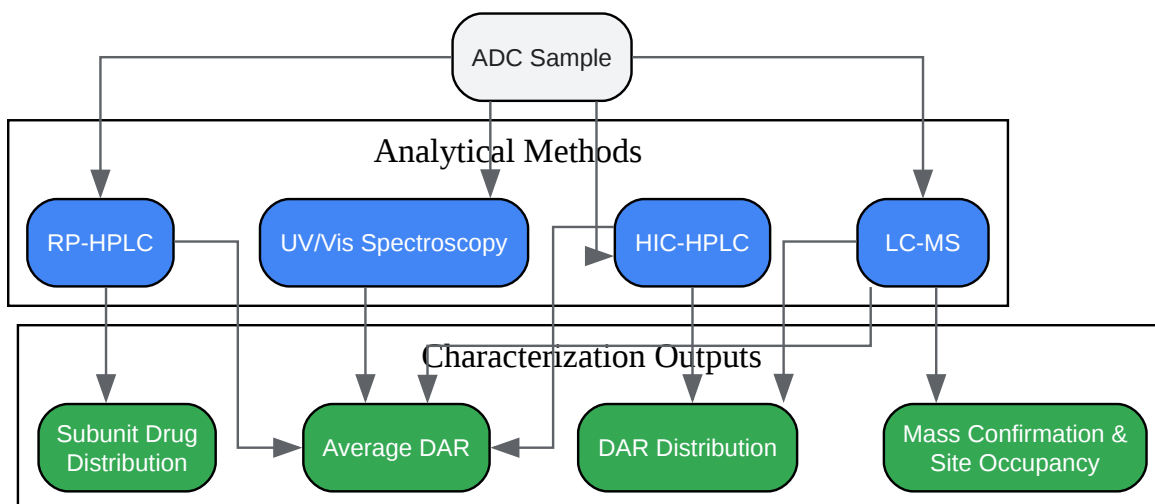 ADC Sample
Analytical Methods
RP-HPLC
UV/Vis Spectroscopy
HIC-HPLC
LC-MS
Characterization Outputs
Subunit Drug
Distribution
Average DAR
DAR Distribution
Mass Confirmation &
Site Occupancy